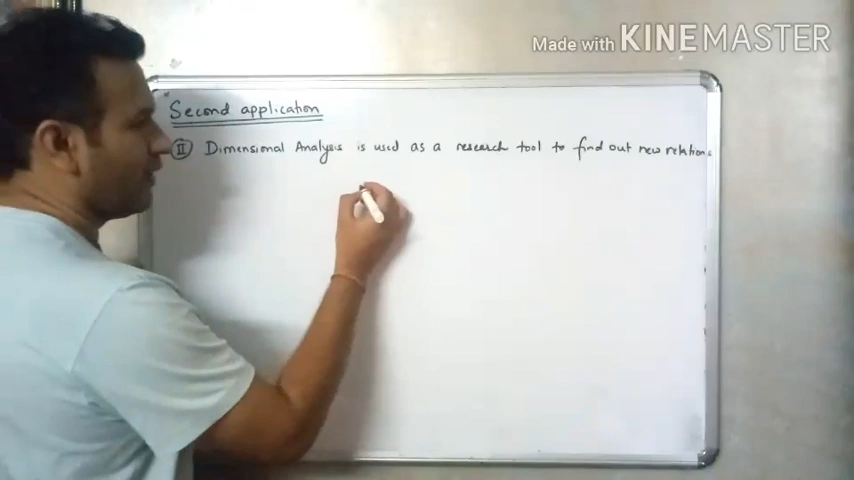 Made with KINEMASTER
Second application
II Dimensional Analysis is used as a research tool to find out new relations